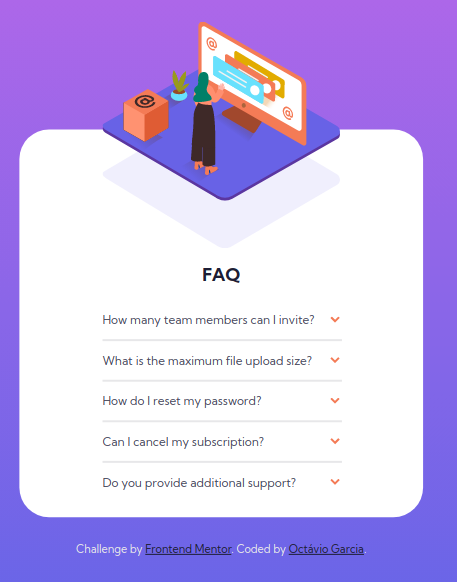 @
@
@
FAQ
How many team members can I invite?
What is the maximum file upload size?
How do I reset my password?
Can I cancel my subscription?
Do you provide additional support?
Challenge by Frontend Mentor. Coded by Octávio Garcia.